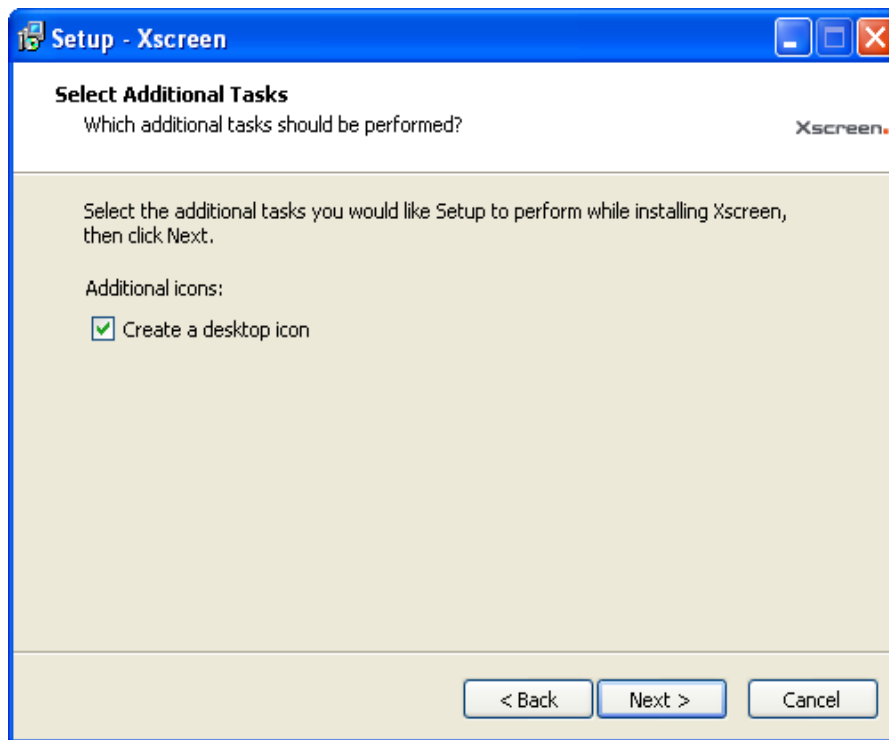 Setup - Xscreen
Select Additional Tasks
Which additional tasks should be performed?
Xscreen.
Select the additional tasks you would like Setup to perform while installing Xscreen,
then click Next.
Additional icons:
Create a desktop icon
< Back
Next >
Cancel